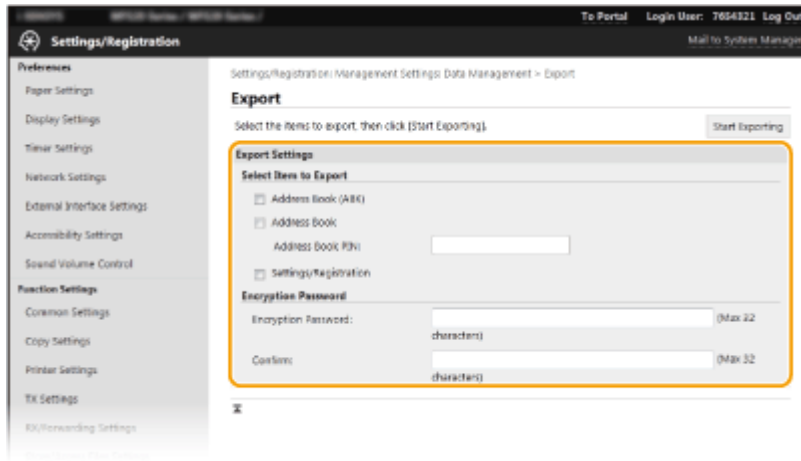 To Portal Login User: 7654321 Log Out
Settings/Registration
Mail to System Manager
Preferences
Paper Settings
Display Settings
Timer Settings
Network Settings
External Interface Settings
Accessibility Settings
Sound Volume Control
Function Settings
Common Settings
Copy Settings
Printer Settings
TX Settings
RX/Forwarding Settings
Settings/Registration: Management Settings: Data Management > Export
Export
Select the items to export, then click [Start Exporting].
Start Exporting
Export Settings
Select Item to Export
Address Book (ABK)
Address Book
Address Book PIN:
Settings/Registration
Encryption Password
Encryption Password:
(Max 32
characters)
Confirm:
(Max 32
characters)